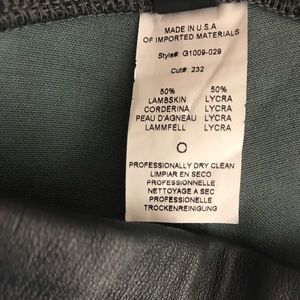 MADE IN U.S.A
OF IMPORTED MATERIALS
Style#: G1009-029
Cut#: 232
50% 50%
LAMBSKIN LYCRA
CORDERINA LYCRA
PEAU D'AGNEAU LYCRA
LAMMFELL LYCRA
PROFESSIONALLY DRY CLEAN
LIMPIAR EN SECO
PROFESSIONNELLE
NETTOYAGE A SEC
PROFESSIONELLE
TROCKENREINIGUNG